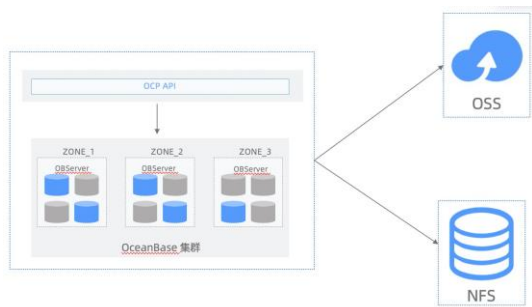 OCP API
ZONE_1
ZONE_2
ZONE_3
OBServer
OBServer
OBServer
OceanBase 集群
OSS
NFS